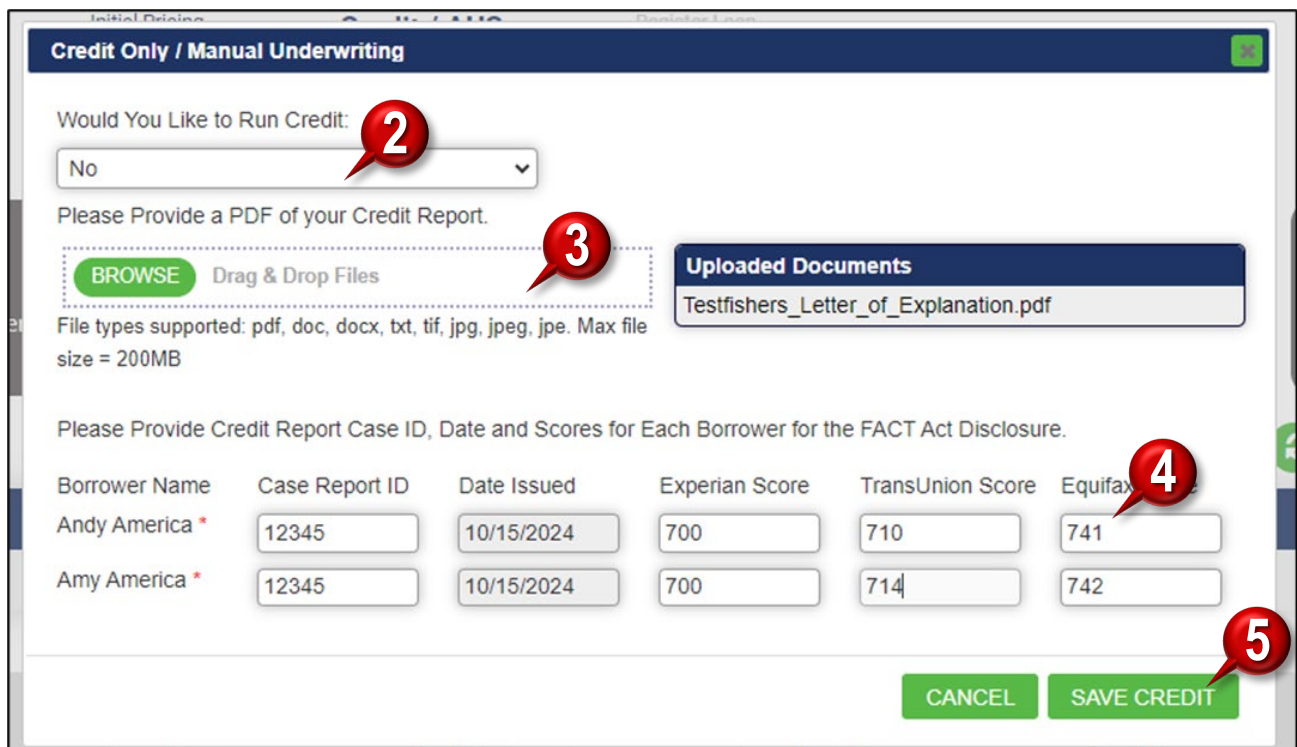 Initial Pricing
Credit Only / Manual Underwriting
Would You Like to Run Credit:
2
No
Please Provide a PDF of your Credit Report.
3
BROWSE Drag & Drop Files
Uploaded Documents
Testfishers_Letter_of_Explanation.pdf
File types supported: pdf, doc, docx, txt, tif, jpg, jpeg, jpe. Max file
size = 200MB
Please Provide Credit Report Case ID, Date and Scores for Each Borrower for the FACT Act Disclosure.
4
Borrower Name Case Report ID Date Issued Experian Score TransUnion Score Equifax
Andy America * 12345 10/15/2024 700 710 741
Amy America * 12345 10/15/2024 700 714 742
5
CANCEL SAVE CREDIT